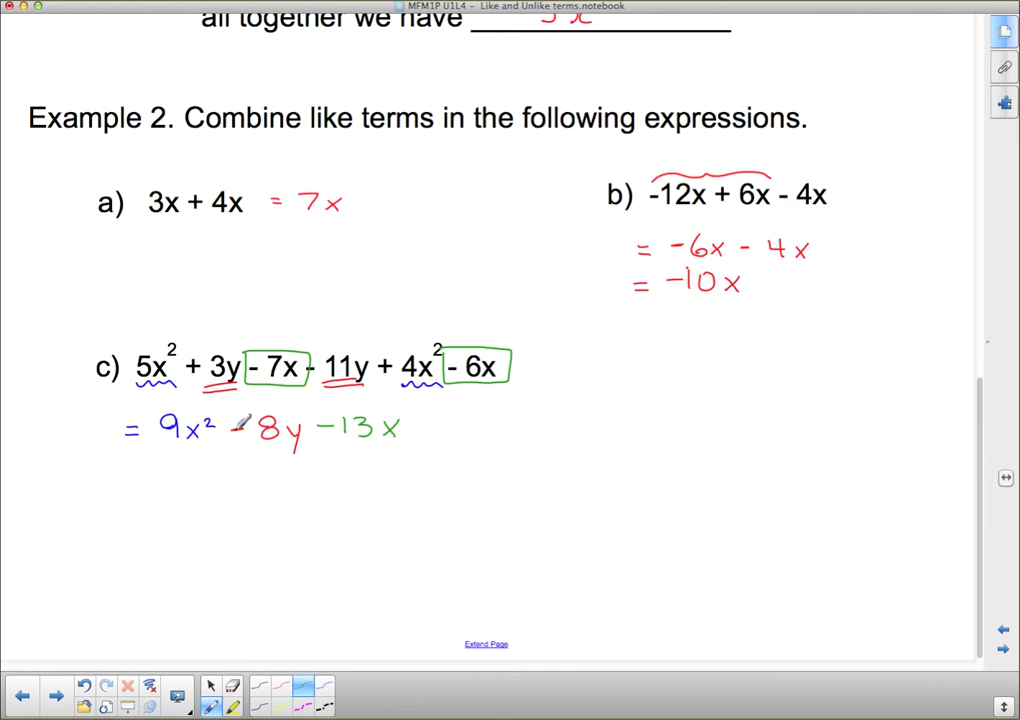 MFM1P U1L4 - Like and Unlike terms.notebook
all together we have
Example 2. Combine like terms in the following expressions.
a) 3x + 4x = 7x
b) -12x + 6x - 4x
= -6x - 4x
= -10x
c) 5x² + 3y - 7x - 11y + 4x² - 6x
= 9x² - 8y - 13x
Extend Page